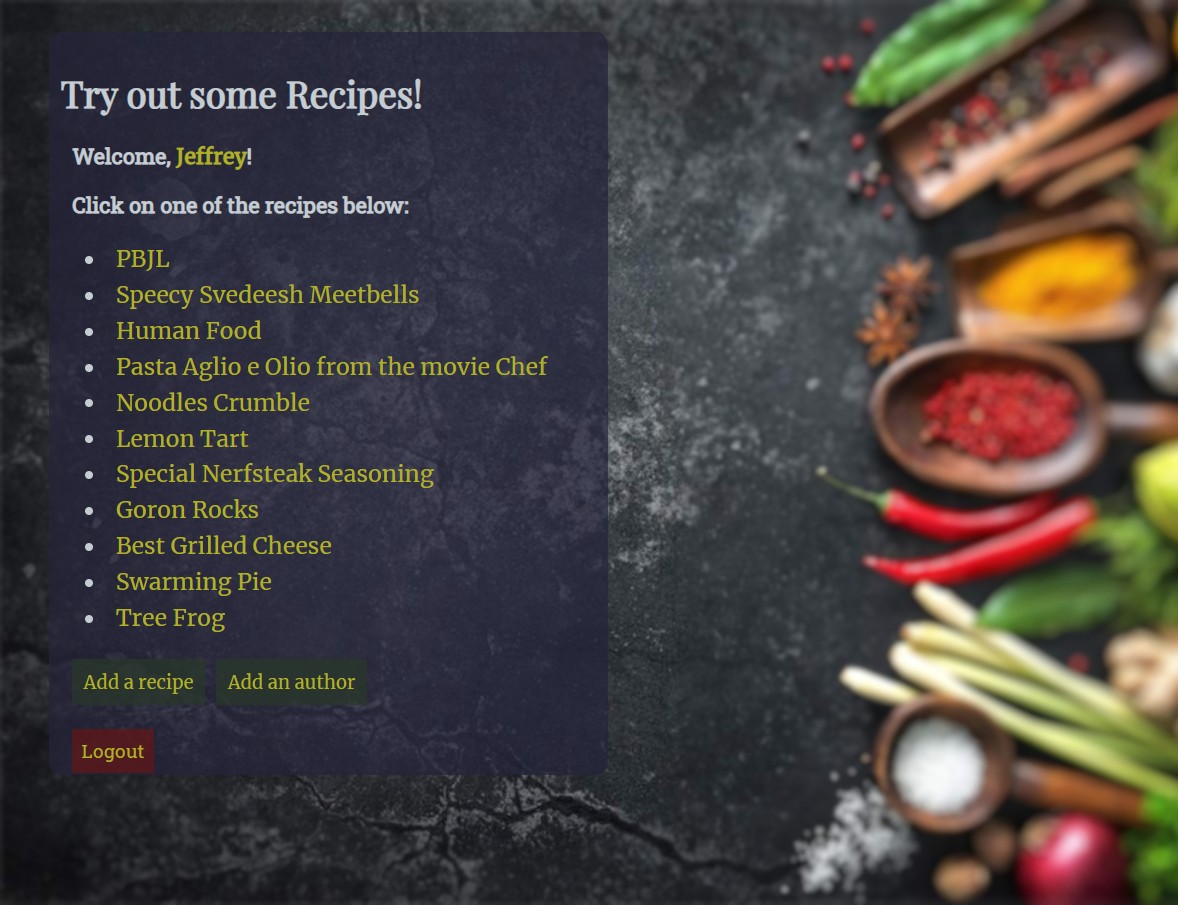 Try out some Recipes!
Welcome, Jeffrey!
Click on one of the recipes below:
PBJL
Speecy Svedeesh Meetbells
Human Food
Pasta Aglio e Olio from the movie Chef
Noodles Crumble
Lemon Tart
Special Nerfsteak Seasoning
Goron Rocks
Best Grilled Cheese
Swarming Pie
Tree Frog
Add a recipe Add an author
Logout